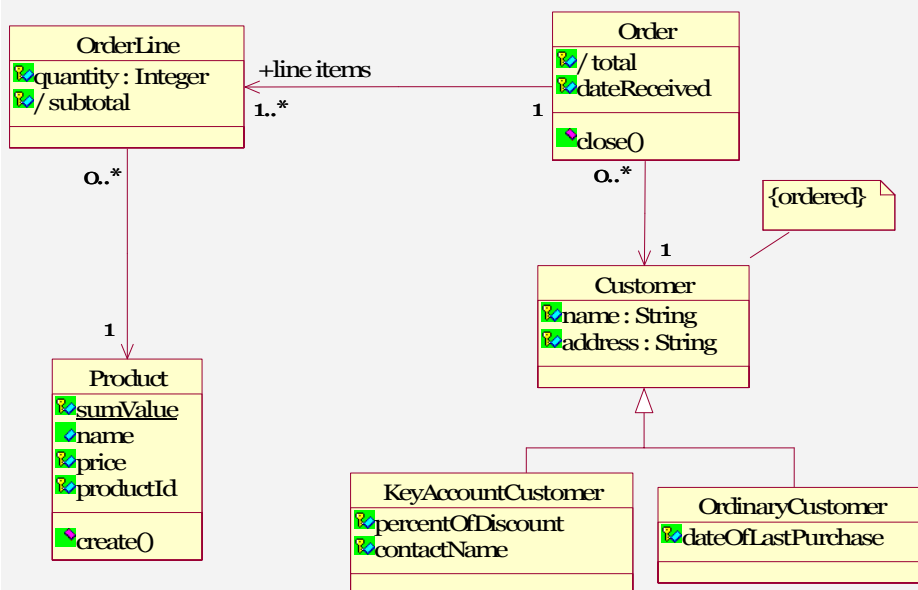 OrderLine
quantity : Integer
/ subtotal
+line items
1..*
1
Order
/ total
dateReceived
close()
0..*
0..*
{ordered}
1
Customer
name : String
address : String
1
Product
sumValue
name
price
productId
create()
KeyAccountCustomer
percentOfDiscount
contactName
OrdinaryCustomer
dateOfLastPurchase